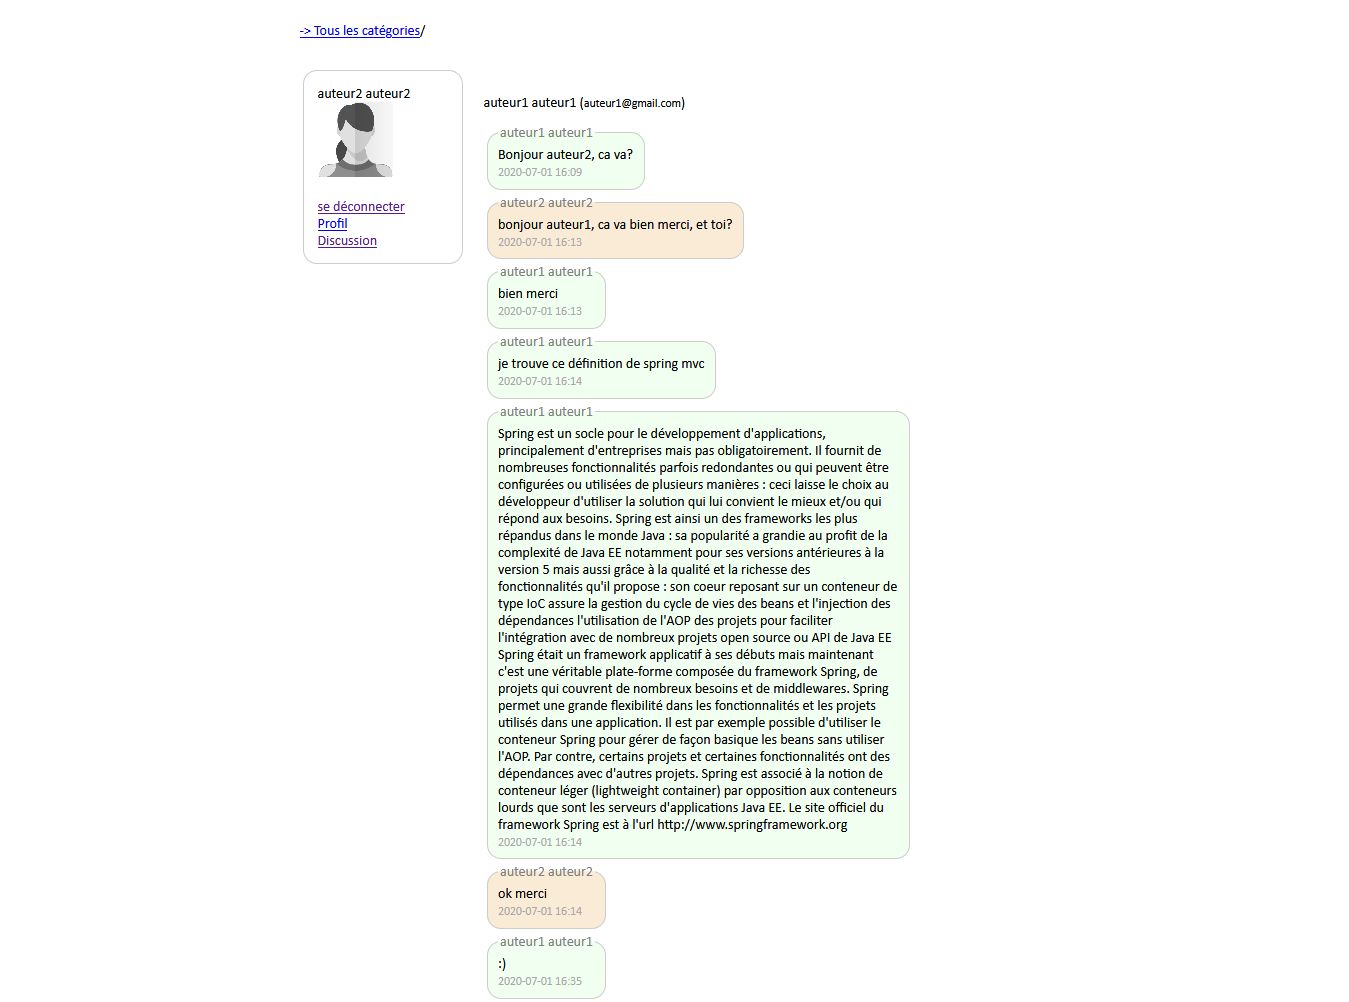 -> Tous les catégories/
auteur2 auteur2
se déconnecter
Profil
Discussion
auteur1 auteur1 (auteur1@gmail.com)
auteur1 auteur1
Bonjour auteur2, ca va?
2020-07-01 16:09
auteur2 auteur2
bonjour auteur1, ca va bien merci, et toi?
2020-07-01 16:13
auteur1 auteur1
bien merci
2020-07-01 16:13
auteur1 auteur1
je trouve ce définition de spring mvc
2020-07-01 16:14
auteur1 auteur1
Spring est un socle pour le développement d'applications,
principalement d'entreprises mais pas obligatoirement. Il fournit de
nombreuses fonctionnalités parfois redondantes ou qui peuvent être
configurées ou utilisées de plusieurs manières : ceci laisse le choix au
développeur d'utiliser la solution qui lui convient le mieux et/ou qui
répond aux besoins. Spring est ainsi un des frameworks les plus
répandus dans le monde Java : sa popularité a grandie au profit de la
complexité de Java EE notamment pour ses versions antérieures à la
version 5 mais aussi grâce à la qualité et la richesse des
fonctionnalités qu'il propose : son coeur reposant sur un conteneur de
type IoC assure la gestion du cycle de vies des beans et l'injection des
dépendances l'utilisation de l'AOP des projets pour faciliter
l'intégration avec de nombreux projets open source ou API de Java EE
Spring était un framework applicatif à ses débuts mais maintenant
c'est une véritable plate-forme composée du framework Spring, de
projets qui couvrent de nombreux besoins et de middlewares. Spring
permet une grande flexibilité dans les fonctionnalités et les projets
utilisés dans une application. Il est par exemple possible d'utiliser le
conteneur Spring pour gérer de façon basique les beans sans utiliser
l'AOP. Par contre, certains projets et certaines fonctionnalités ont des
dépendances avec d'autres projets. Spring est associé à la notion de
conteneur léger (lightweight container) par opposition aux conteneurs
lourds que sont les serveurs d'applications Java EE. Le site officiel du
framework Spring est à l'url http://www.springframework.org
2020-07-01 16:14
auteur2 auteur2
ok merci
2020-07-01 16:14
auteur1 auteur1
:)
2020-07-01 16:35